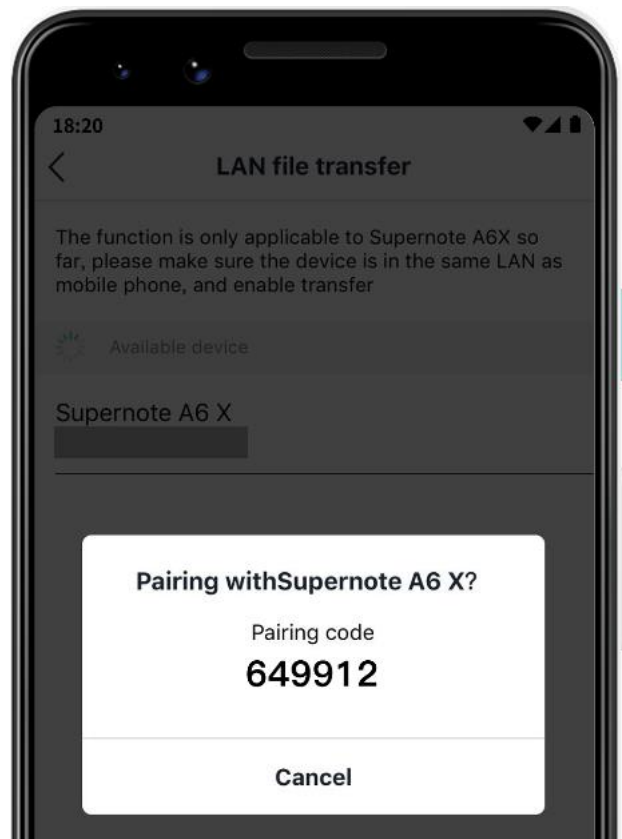 18:20
LAN file transfer
The function is only applicable to Supernote A6X so
far, please make sure the device is in the same LAN as
mobile phone, and enable transfer
Available device
Supernote A6 X
Pairing withSupernote A6 X?
Pairing code
649912
Cancel